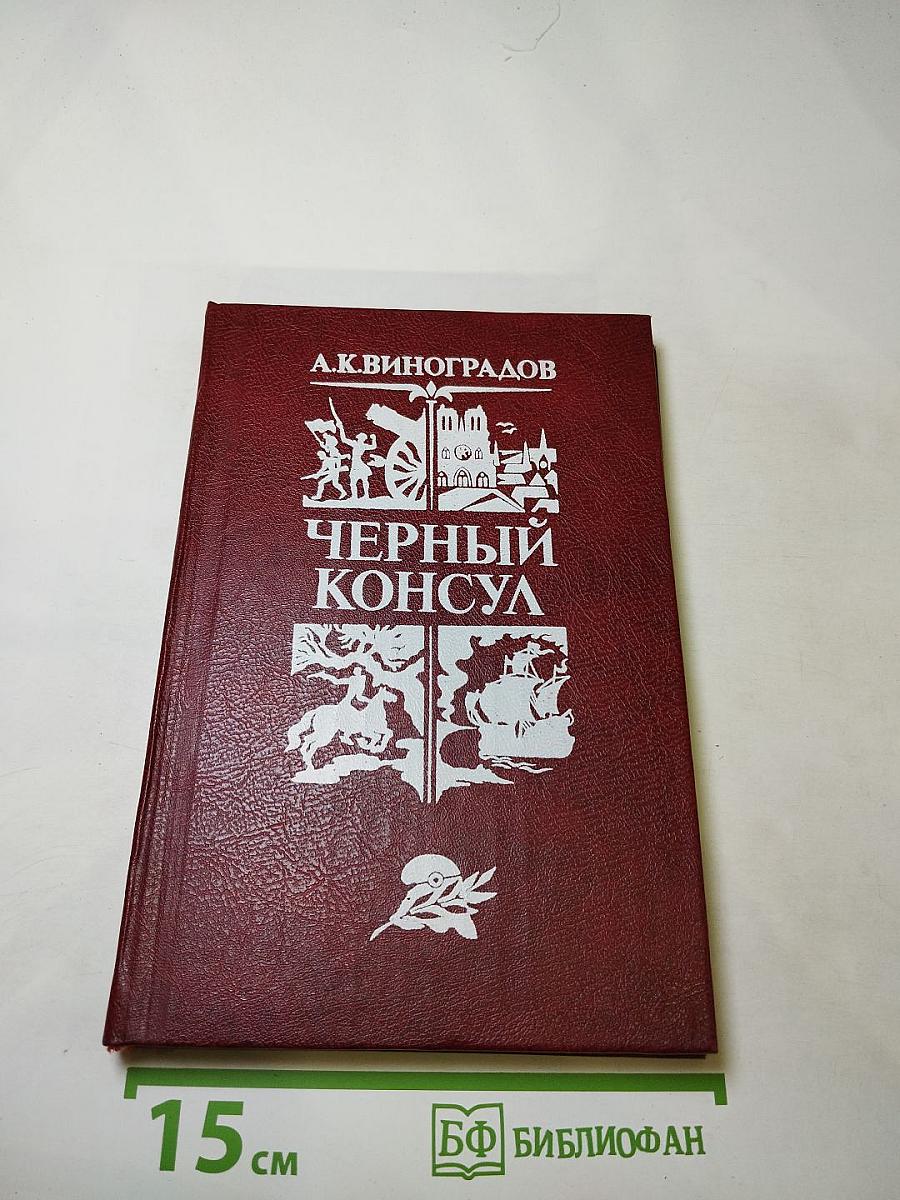 А.К.ВИНОГРАДОВ
ЧЕРНЫЙ
КОНСУЛ
15 см
БФ БИБЛИОФАН